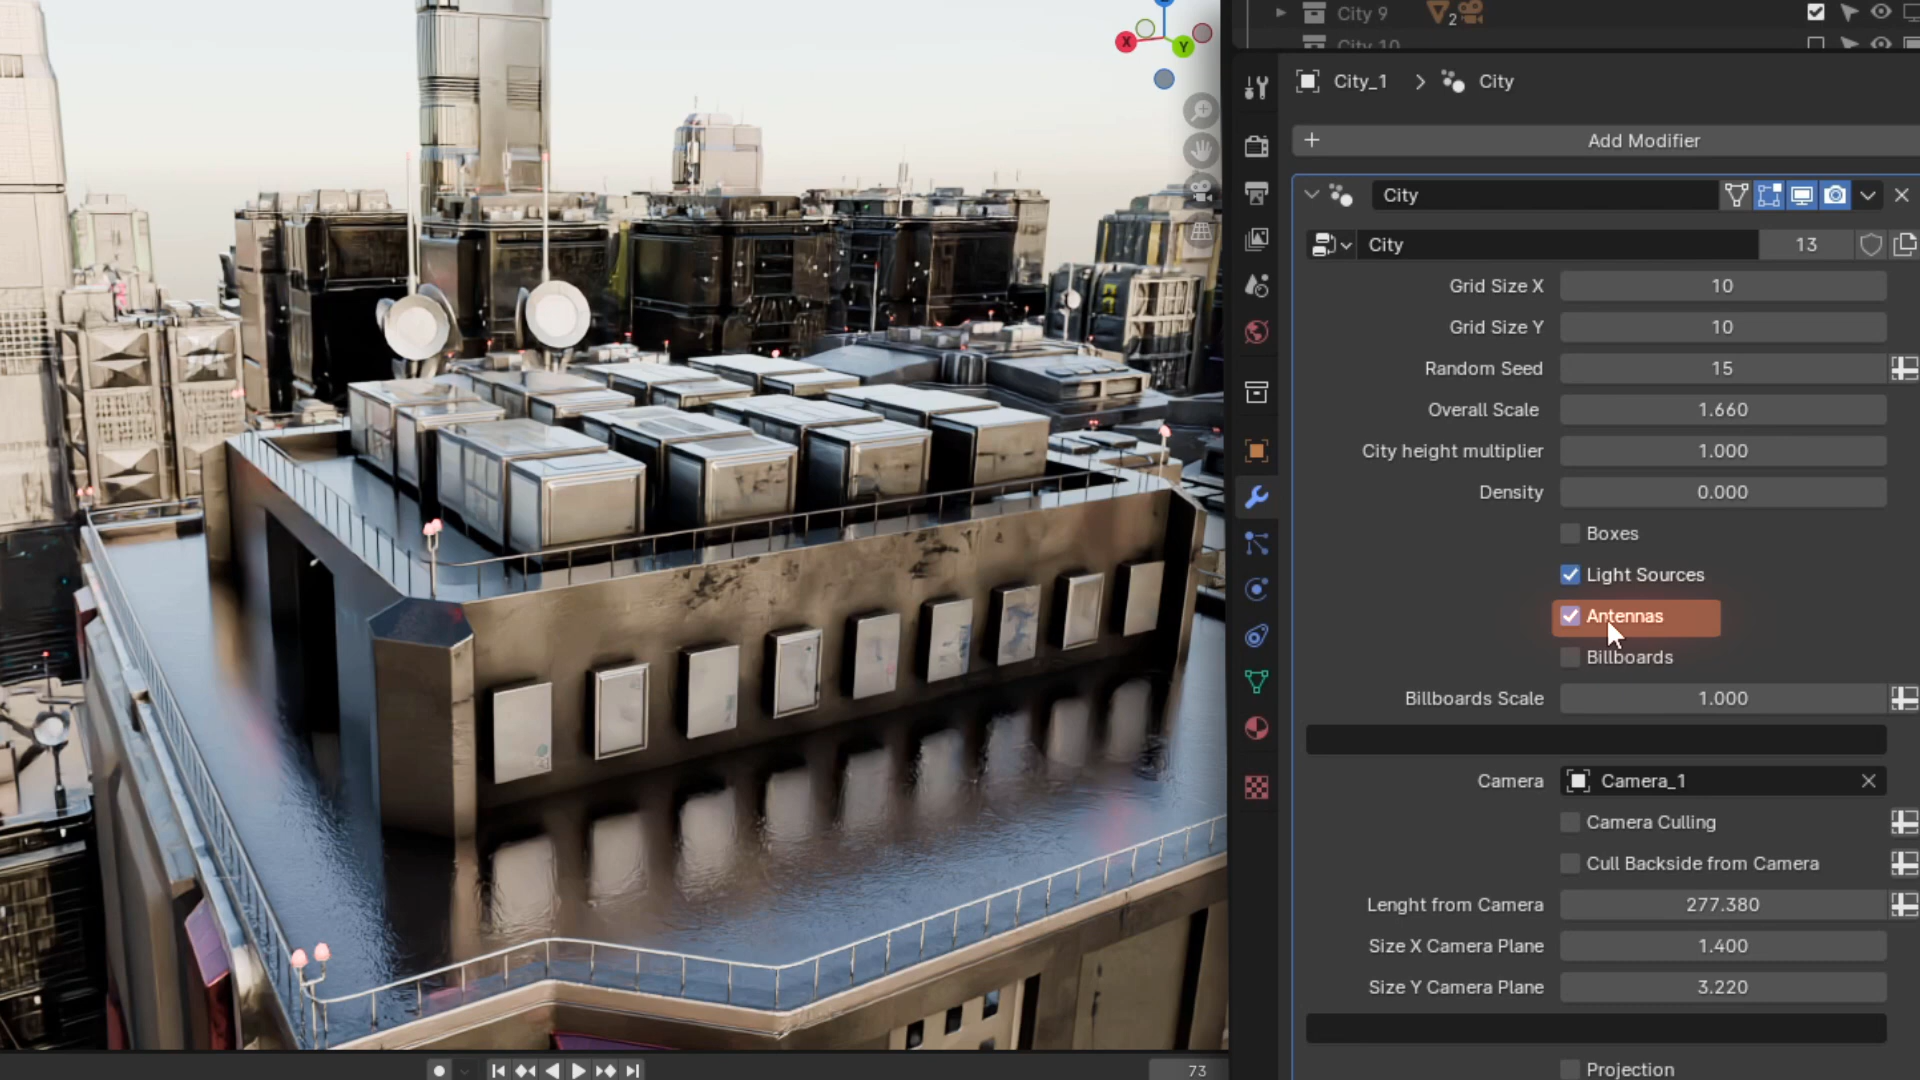 City 9
2
City 10
X
Y
City_1 > City
Add Modifier
City
City
13
Grid Size X 10
Grid Size Y 10
Random Seed 15
Overall Scale 1.660
City height multiplier 1.000
Density 0.000
Boxes
Light Sources
Antennas
Billboards
Billboards Scale 1.000
Camera Camera_1
Camera Culling
Cull Backside from Camera
Lenght from Camera 277.380
Size X Camera Plane 1.400
Size Y Camera Plane 3.220
Projection
73